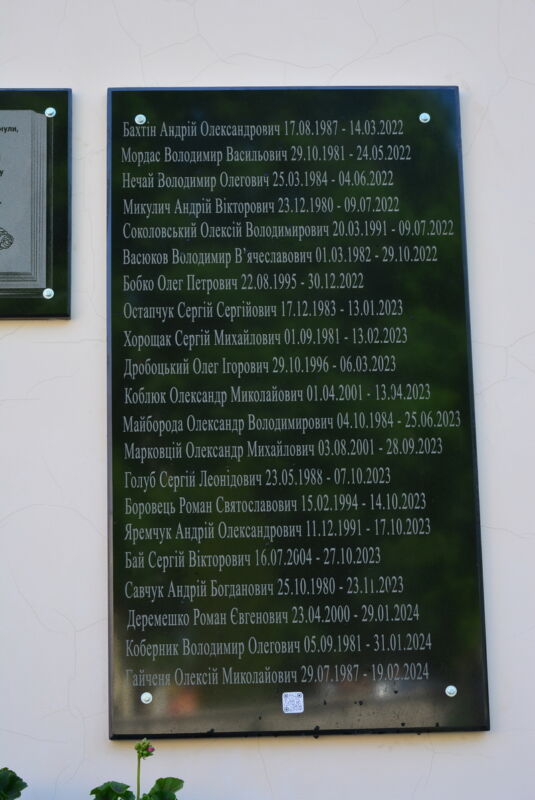 нули,
у
Бахтін Андрій Олександрович 17.08.1987 - 14.03.2022
Мордас Володимир Васильович 29.10.1981 - 24.05.2022
Нечай Володимир Олегович 25.03.1984 - 04.06.2022
Микулич Андрій Вікторович 23.12.1980 - 09.07.2022
Соколовський Олексій Володимирович 20.03.1991 - 09.07.2022
Васюков Володимир В'ячеславович 01.03.1982 - 29.10.2022
Бобко Олег Петрович 22.08.1995 - 30.12.2022
Остапчук Сергій Сергійович 17.12.1983 - 13.01.2023
Хорощак Сергій Михайлович 01.09.1981 - 13.02.2023
Дробоцький Олег Ігорович 29.10.1996 - 06.03.2023
Коблюк Олександр Миколайович 01.04.2001 - 13.04.2023
Майборода Олександр Володимирович 04.10.1984 - 25.06.2023
Марковцій Олександр Михайлович 03.08.2001 - 28.09.2023
Голуб Сергій Леонідович 23.05.1988 - 07.10.2023
Боровець Роман Святославович 15.02.1994 - 14.10.2023
Яремчук Андрій Олександрович 11.12.1991 - 17.10.2023
Бай Сергій Вікторович 16.07.2004 - 27.10.2023
Савчук Андрій Богданович 25.10.1980 - 23.11.2023
Деремешко Роман Євгенович 23.04.2000 - 29.01.2024
Коберник Володимир Олегович 05.09.1981 - 31.01.2024
Гайченя Олексій Миколайович 29.07.1987 - 19.02.2024